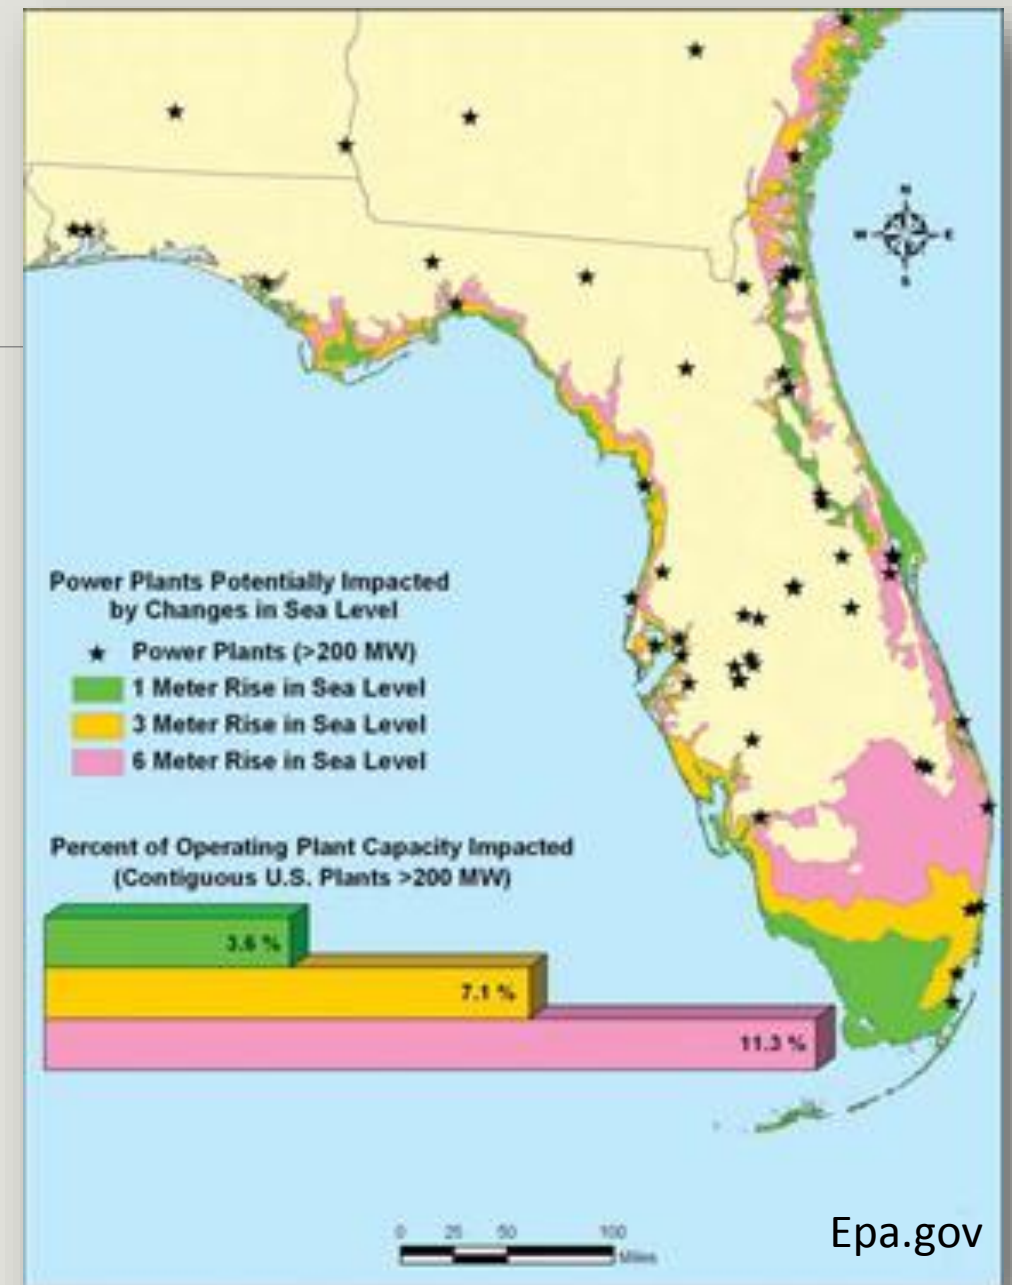 N
W E
S
Power Plants Potentially Impacted
by Changes in Sea Level
Power Plants (>200 MW)
1 Meter Rise in Sea Level
3 Meter Rise in Sea Level
6 Meter Rise in Sea Level
Percent of Operating Plant Capacity Impacted
(Contiguous U.S. Plants >200 MW)
3.6 %
7.1 %
11.3 %
0 25 50 100
Miles
Epa.gov